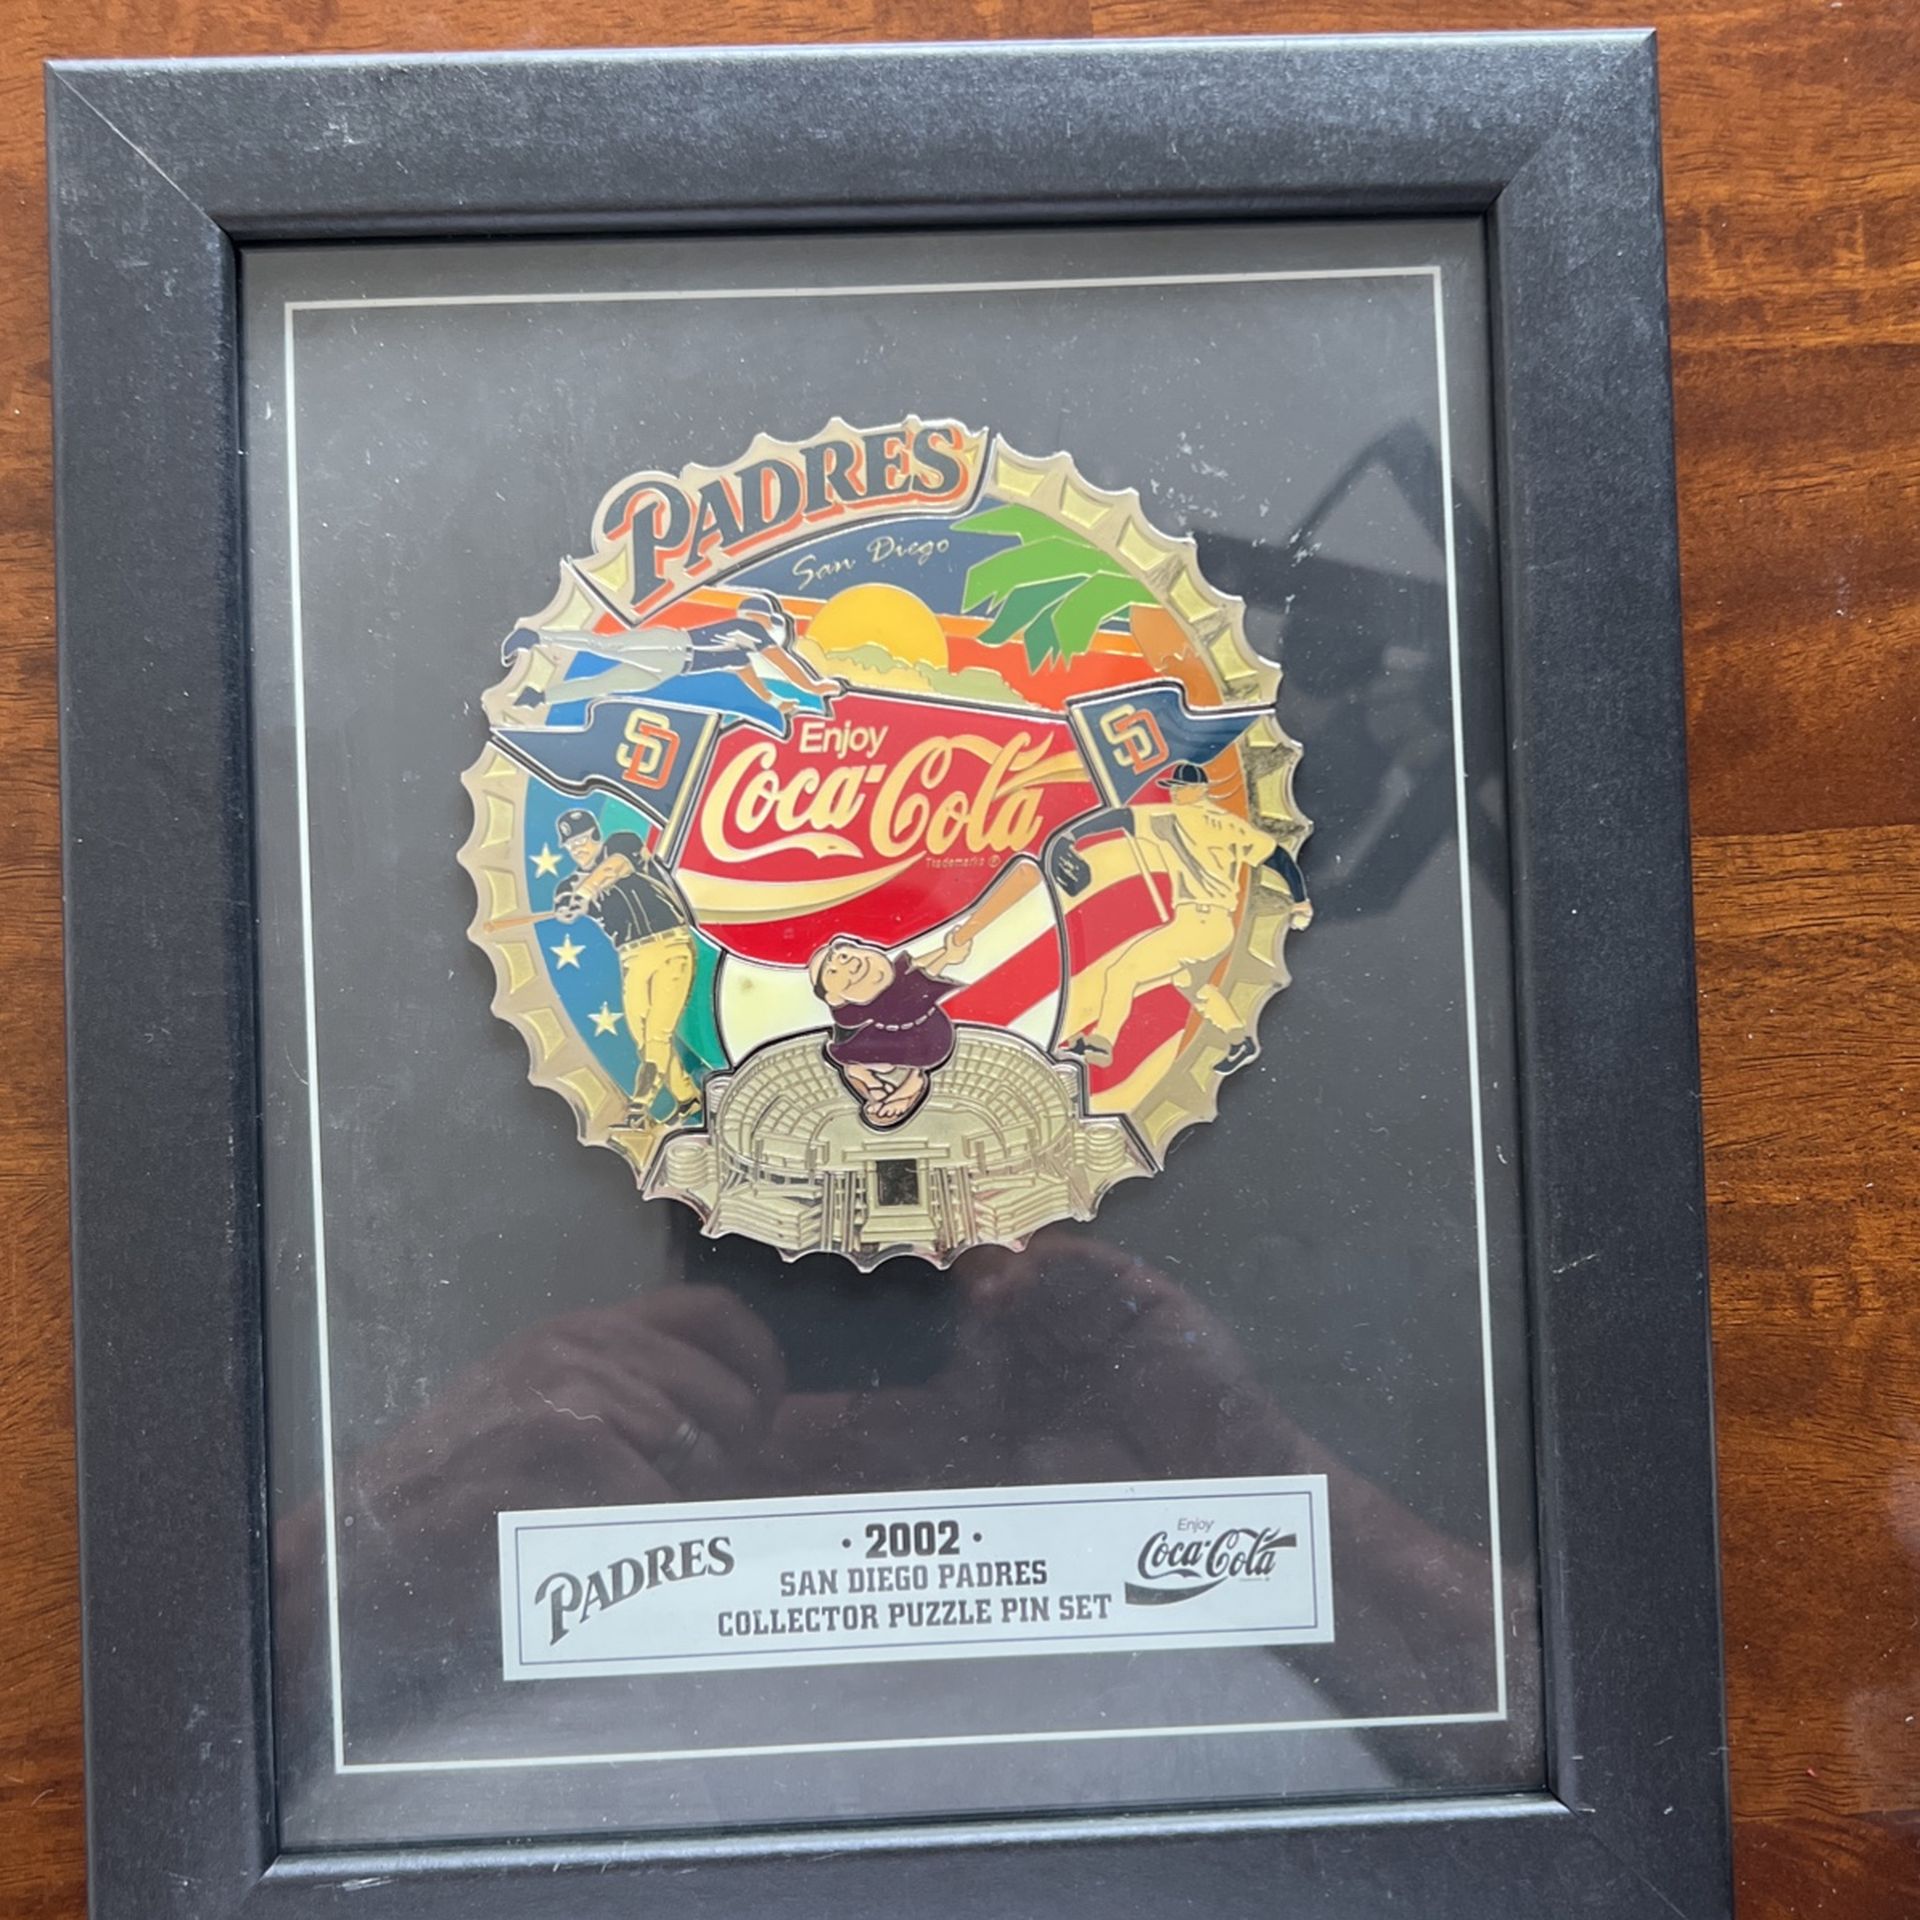 PADRES
San Diego
SD
SD
Enjoy
Coca-Cola
Trademarks ®
PADRES
• 2002 •
SAN DIEGO PADRES
COLLECTOR PUZZLE PIN SET
Enjoy
Coca-Cola